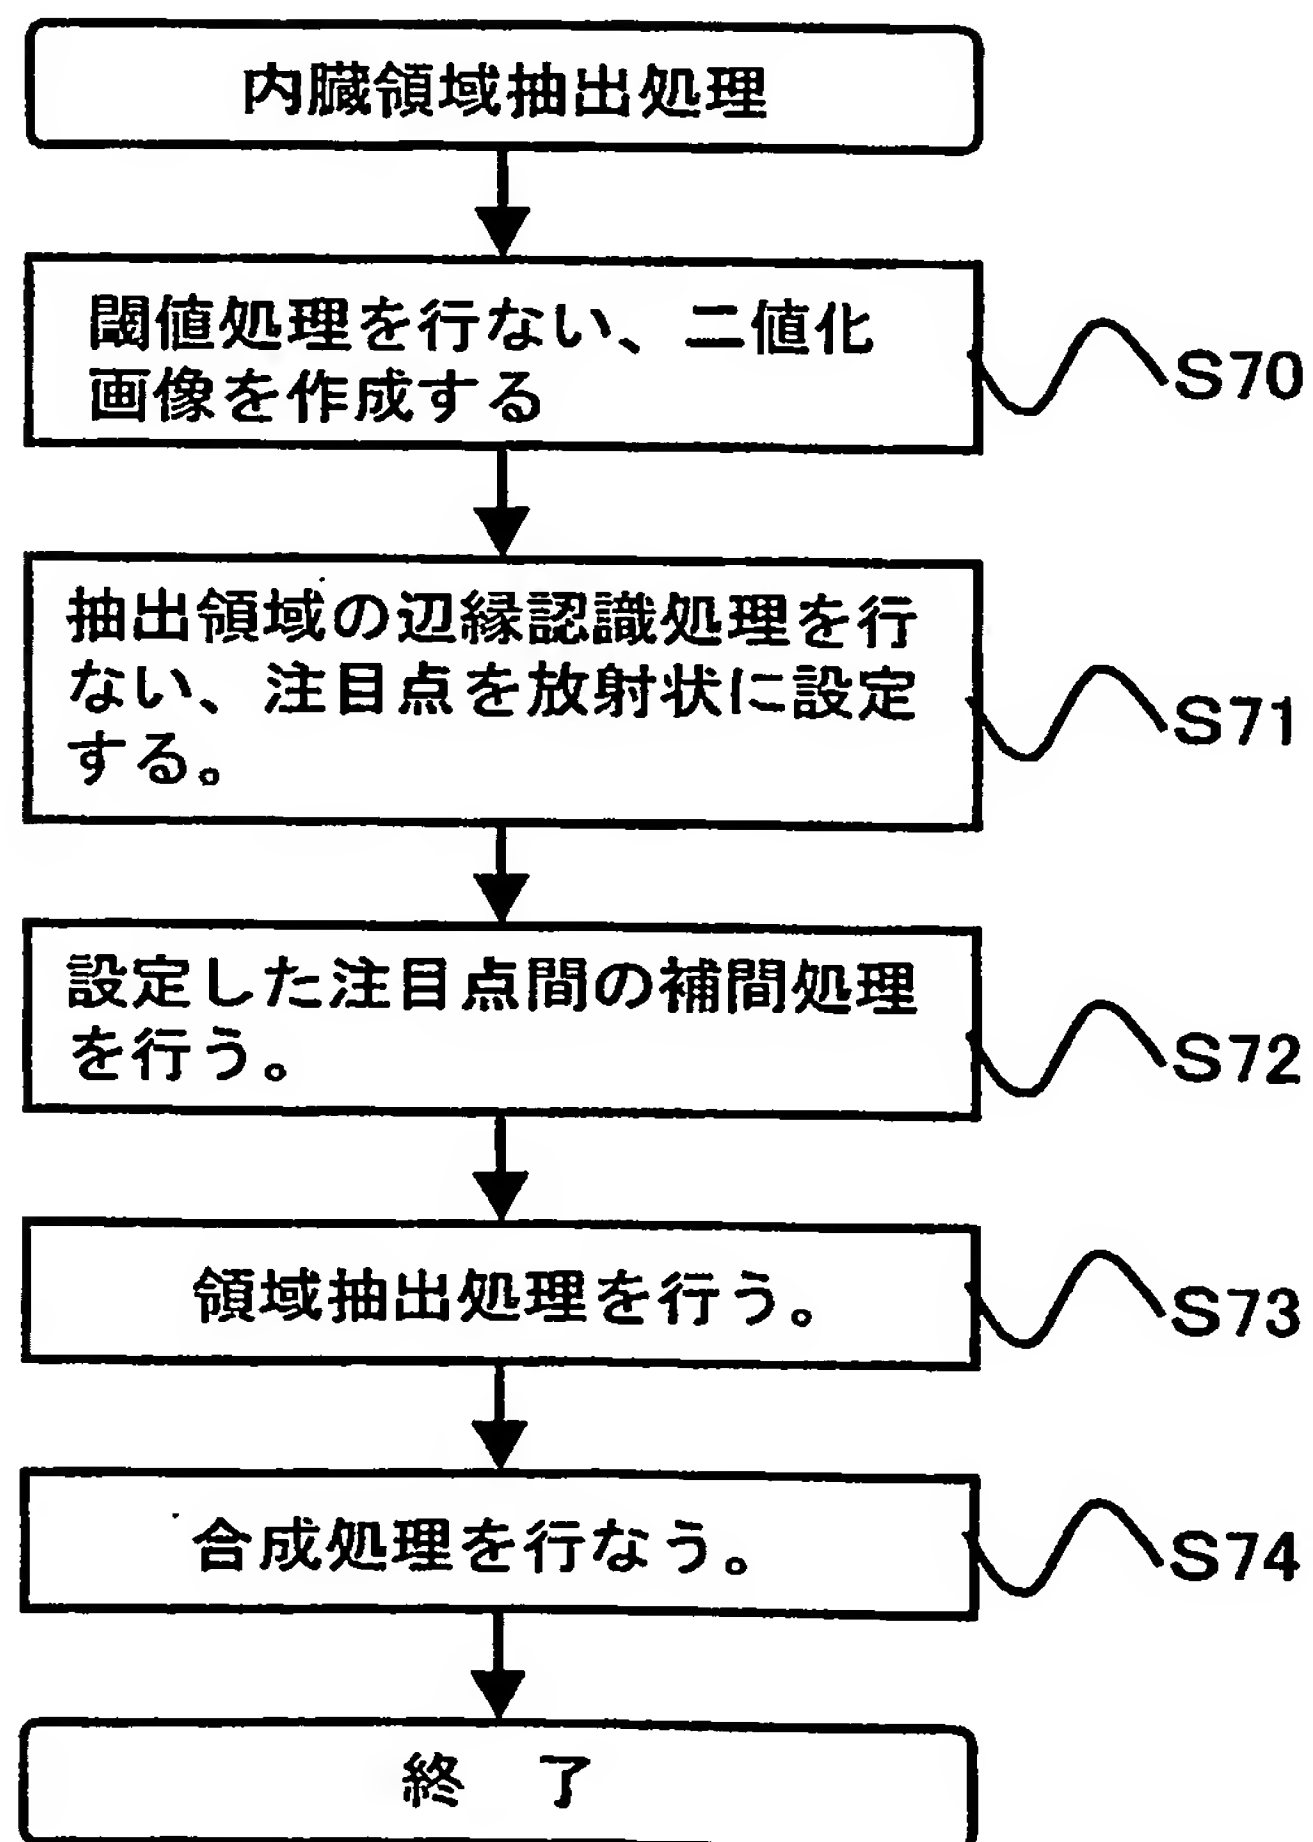 内臓領域抽出処理
閾値処理を行ない、二値化
画像を作成する
S70
抽出領域の辺縁認識処理を行
ない、注目点を放射状に設定
する。
S71
設定した注目点間の補間処理
を行う。
S72
領域抽出処理を行う。
S73
合成処理を行なう。
S74
終 了